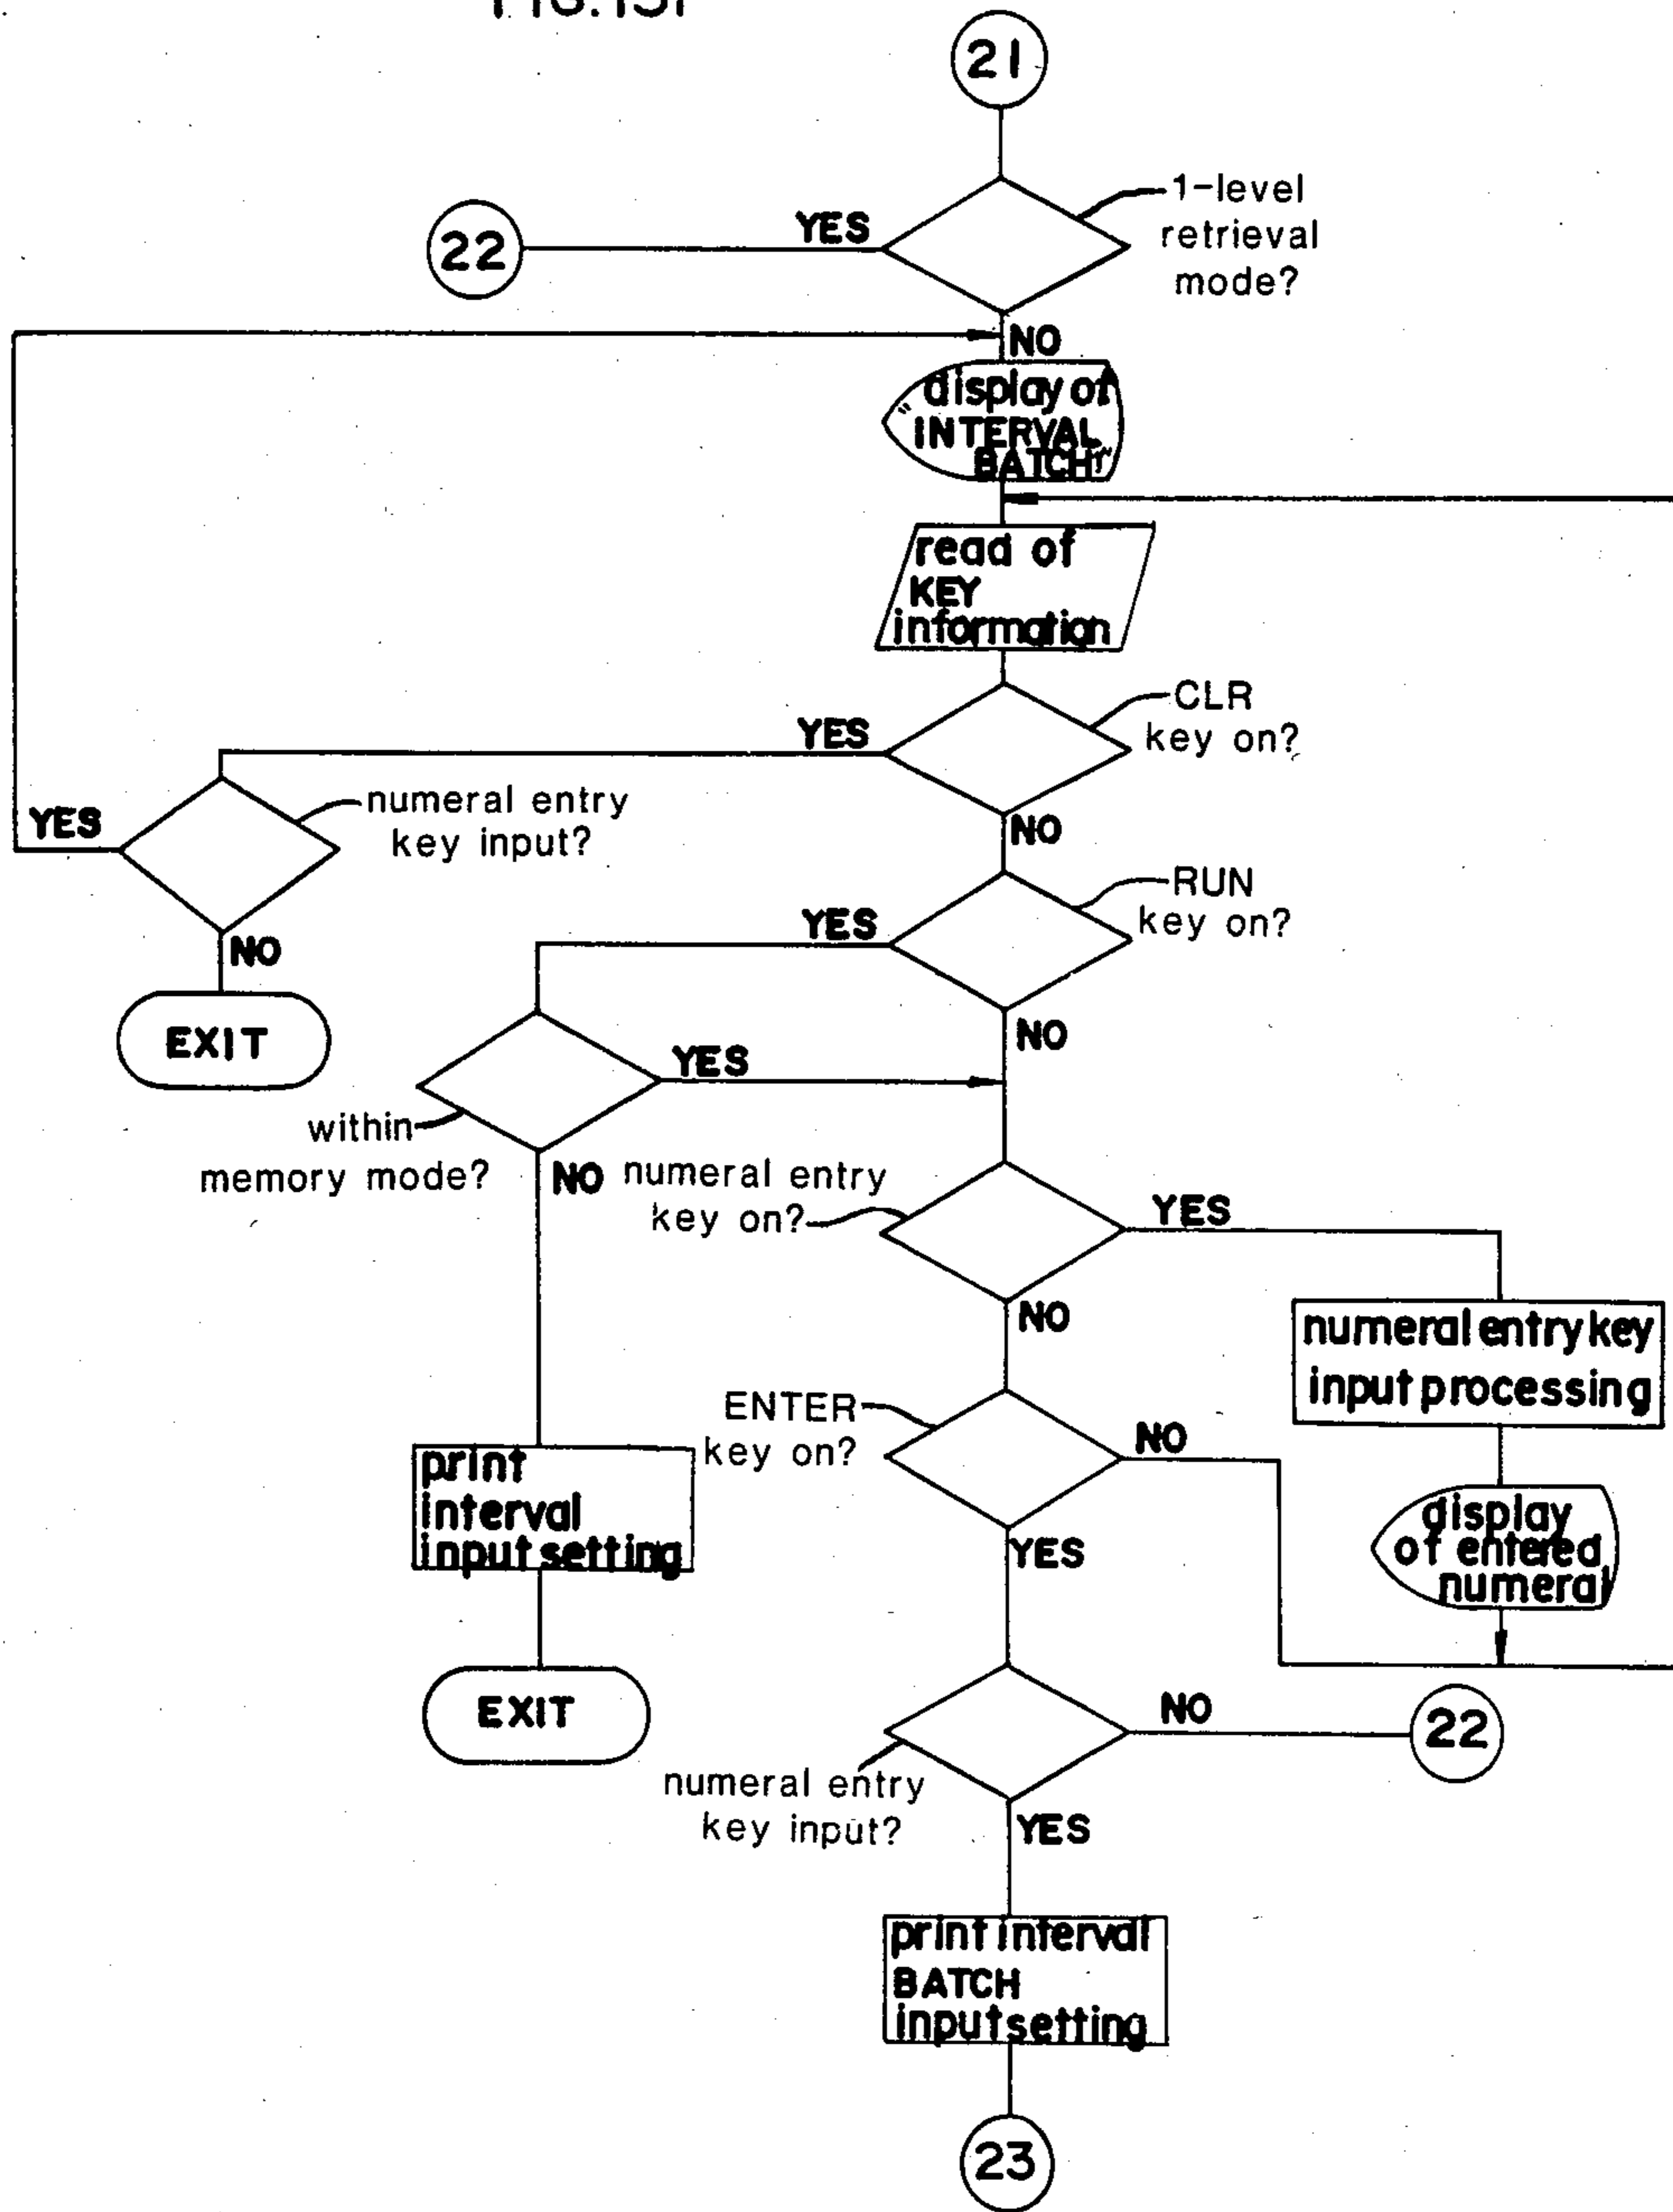 21
1-level
retrieval
mode?
YES
22
NO
"display of
INTERVAL
BATCH"
read of
KEY
information
CLR
key on?
YES
numeral entry
key input?
YES
NO
NO
EXIT
RUN
key on?
YES
NO
YES
within
memory mode?
NO
numeral entry
key on?
YES
NO
numeral entry key
input processing
ENTER
key on?
NO
YES
print
interval
input setting
display
of entered
numeral
EXIT
NO
22
numeral entry
key input?
YES
print interval
BATCH
input setting
23